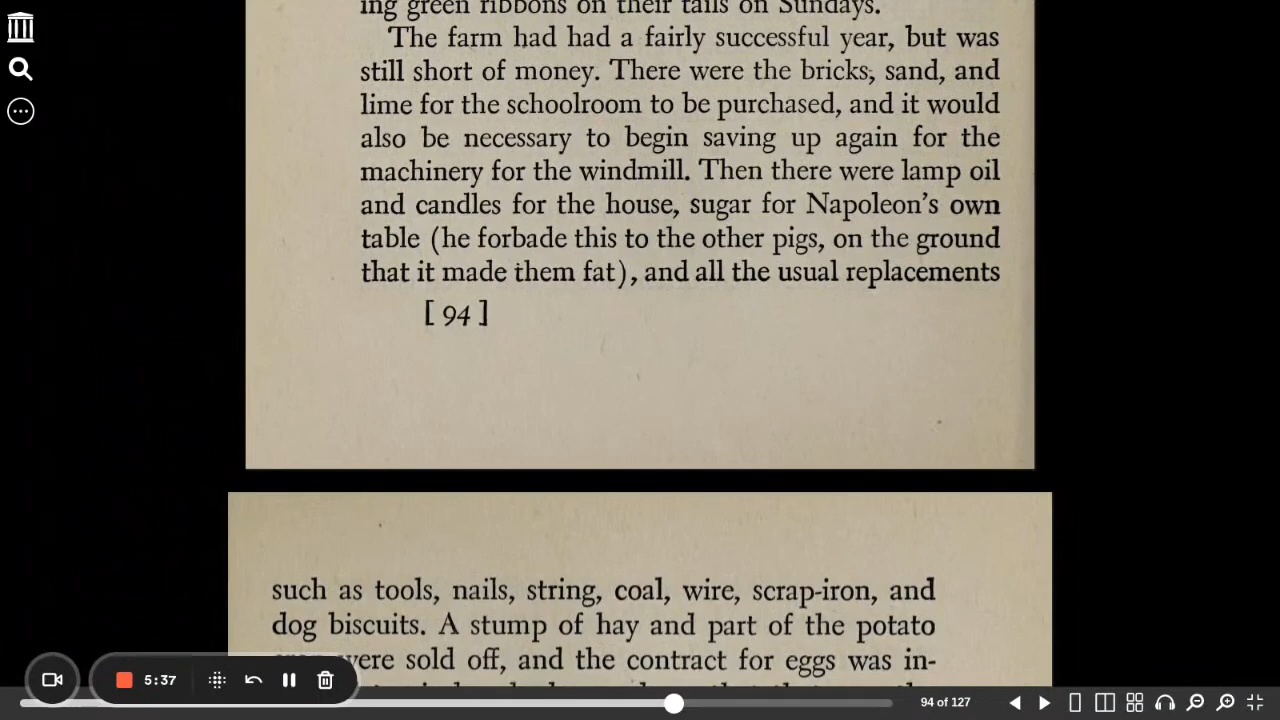 ing green ribbons on their tails on Sundays.
The farm had had a fairly successful year, but was
still short of money. There were the bricks, sand, and
lime for the schoolroom to be purchased, and it would
also be necessary to begin saving up again for the
machinery for the windmill. Then there were lamp oil
and candles for the house, sugar for Napoleon's own
table (he forbade this to the other pigs, on the ground
that it made them fat), and all the usual replacements
[ 94 ]
such as tools, nails, string, coal, wire, scrap-iron, and
dog biscuits. A stump of hay and part of the potato
were sold off, and the contract for eggs was in-
5:37
94 of 127